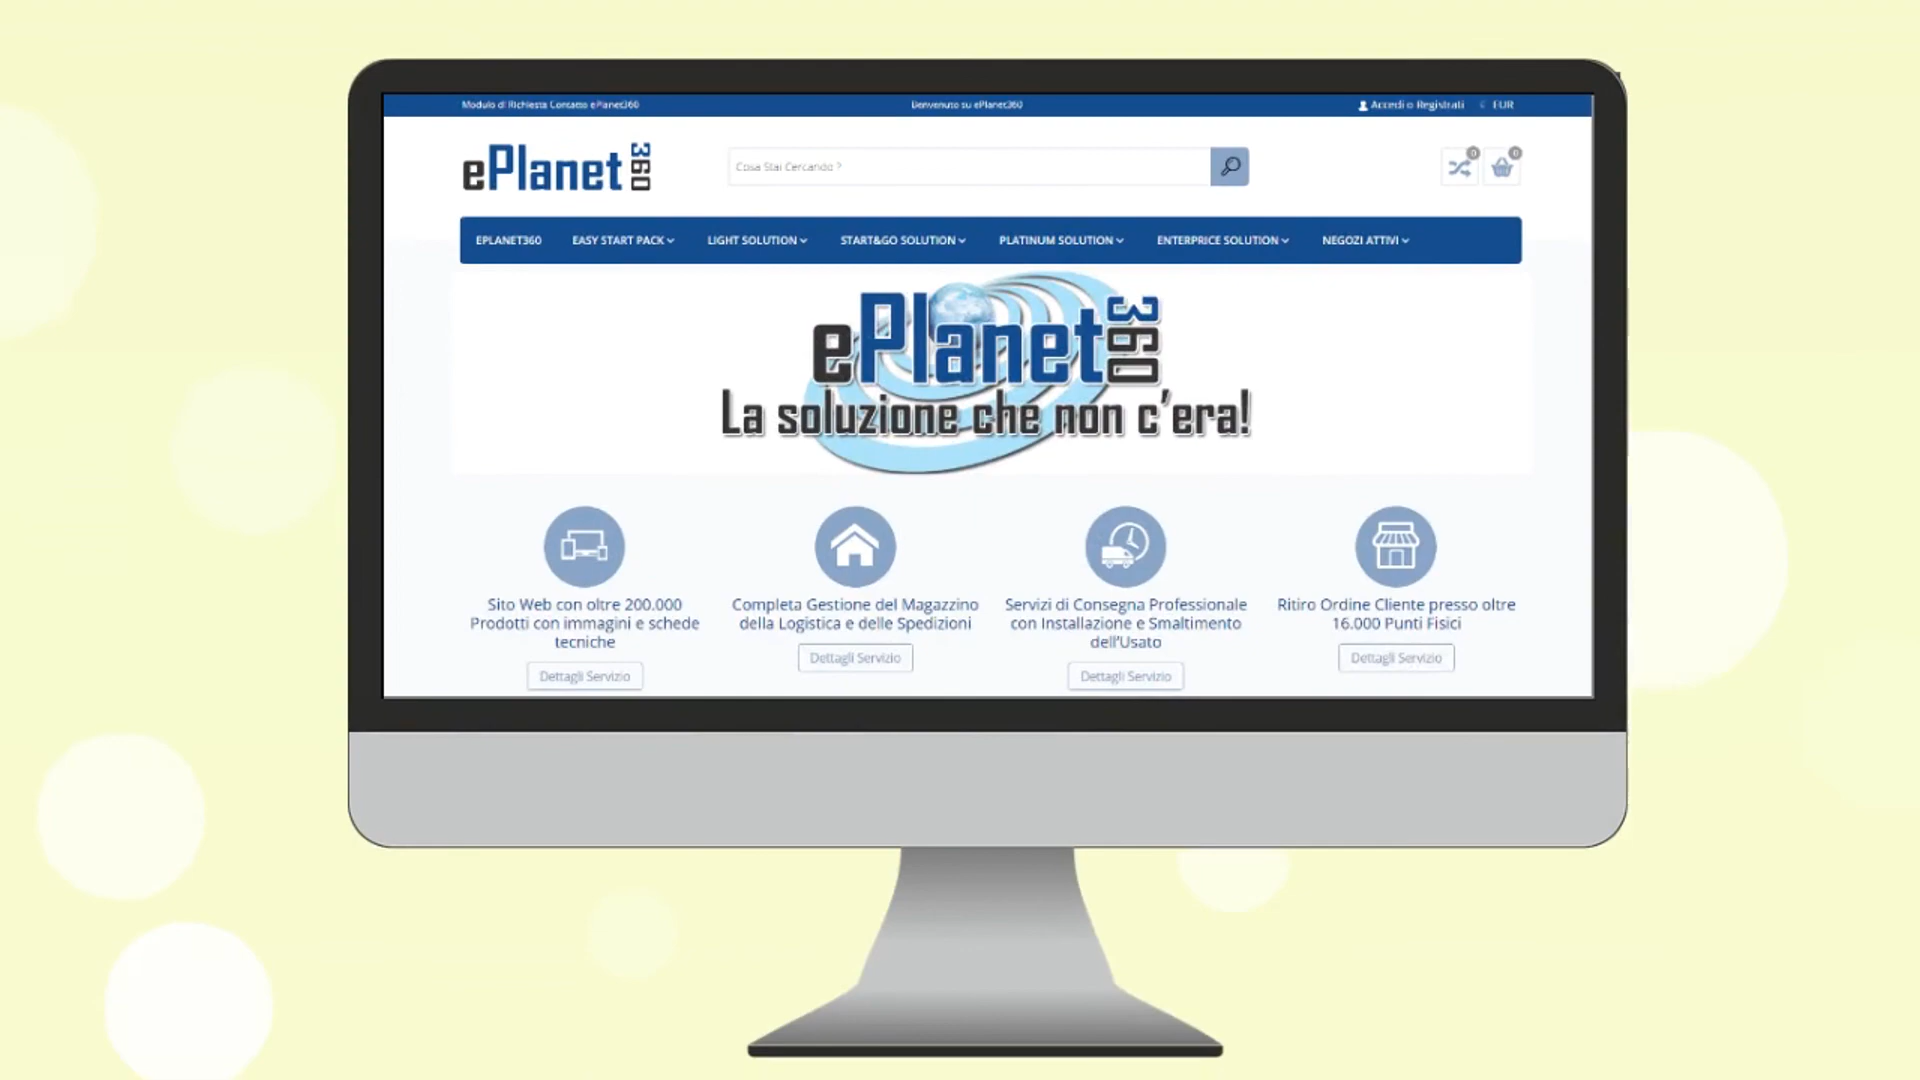 Modulo di Richiesta Contatto ePlanet360
Benvenuto su ePlanet360
Accedi o Registrati
€ EUR
ePlanet 360
Cosa Stai Cercando ?
0
0
EPLANET360
EASY START PACK
LIGHT SOLUTION
START&GO SOLUTION
PLATINUM SOLUTION
ENTERPRICE SOLUTION
NEGOZI ATTIVI
ePlanet 360
La soluzione che non c'era!
Sito Web con oltre 200.000
Prodotti con immagini e schede
tecniche
Dettagli Servizio
Completa Gestione del Magazzino
della Logistica e delle Spedizioni
Dettagli Servizio
Servizi di Consegna Professionale
con Installazione e Smaltimento
dell'Usato
Dettagli Servizio
Ritiro Ordine Cliente presso oltre
16.000 Punti Fisici
Dettagli Servizio